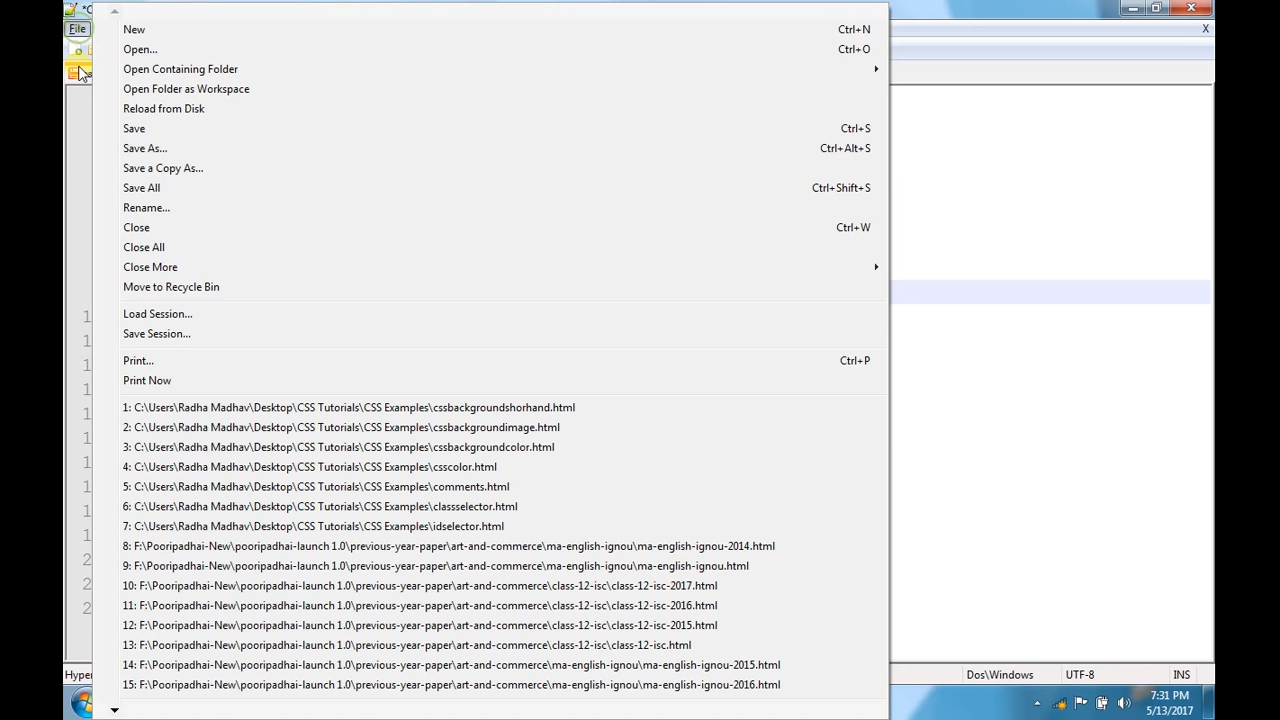 File
X
New Ctrl+N
Open... Ctrl+O
Open Containing Folder
Open Folder as Workspace
Reload from Disk
Save Ctrl+S
Save As... Ctrl+Alt+S
Save a Copy As...
Save All Ctrl+Shift+S
Rename...
Close Ctrl+W
Close All
Close More
Move to Recycle Bin
Load Session...
Save Session...
Print... Ctrl+P
Print Now
1: C:\Users\Radha Madhav\Desktop\CSS Tutorials\CSS Examples\cssbackgroundshorhand.html
2: C:\Users\Radha Madhav\Desktop\CSS Tutorials\CSS Examples\cssbackgroundimage.html
3: C:\Users\Radha Madhav\Desktop\CSS Tutorials\CSS Examples\cssbackgroundcolor.html
4: C:\Users\Radha Madhav\Desktop\CSS Tutorials\CSS Examples\csscolor.html
5: C:\Users\Radha Madhav\Desktop\CSS Tutorials\CSS Examples\comments.html
6: C:\Users\Radha Madhav\Desktop\CSS Tutorials\CSS Examples\classselector.html
7: C:\Users\Radha Madhav\Desktop\CSS Tutorials\CSS Examples\idselector.html
8: F:\Pooripadhai-New\pooripadhai-launch 1.0\previous-year-paper\art-and-commerce\ma-english-ignou\ma-english-ignou-2014.html
9: F:\Pooripadhai-New\pooripadhai-launch 1.0\previous-year-paper\art-and-commerce\ma-english-ignou\ma-english-ignou.html
10: F:\Pooripadhai-New\pooripadhai-launch 1.0\previous-year-paper\art-and-commerce\class-12-isc\class-12-isc-2017.html
11: F:\Pooripadhai-New\pooripadhai-launch 1.0\previous-year-paper\art-and-commerce\class-12-isc\class-12-isc-2016.html
12: F:\Pooripadhai-New\pooripadhai-launch 1.0\previous-year-paper\art-and-commerce\class-12-isc\class-12-isc-2015.html
13: F:\Pooripadhai-New\pooripadhai-launch 1.0\previous-year-paper\art-and-commerce\class-12-isc\class-12-isc.html
14: F:\Pooripadhai-New\pooripadhai-launch 1.0\previous-year-paper\art-and-commerce\ma-english-ignou\ma-english-ignou-2015.html
15: F:\Pooripadhai-New\pooripadhai-launch 1.0\previous-year-paper\art-and-commerce\ma-english-ignou\ma-english-ignou-2016.html
Hyper Dos\Windows UTF-8 INS
7:31 PM
5/13/2017